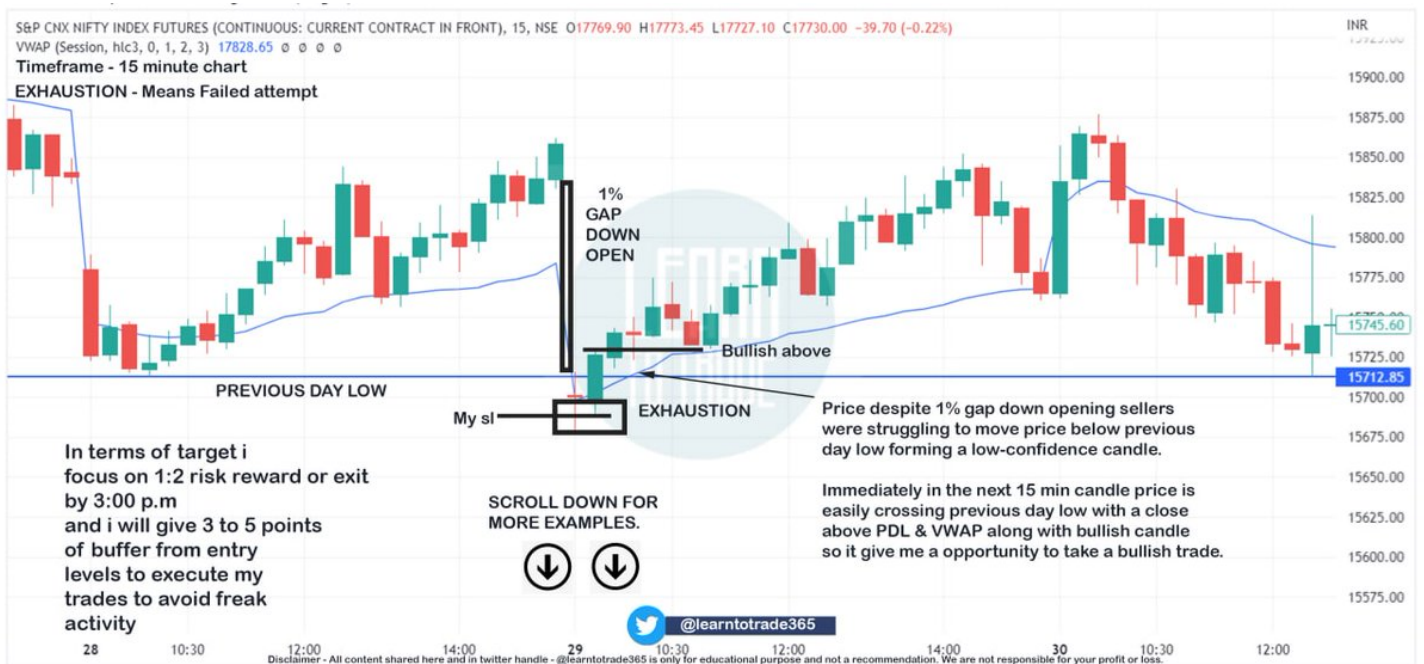 S&P CNX NIFTY INDEX FUTURES (CONTINUOUS: CURRENT CONTRACT IN FRONT), 15, NSE O17769.90 H17773.45 L17727.10 C17730.00 -39.70 (-0.22%)
INR
VWAP (Session, hlc3, 0, 1, 2, 3) 17828.65 ø ø ø ø
Timeframe - 15 minute chart
EXHAUSTION - Means Failed attempt
15900.00
15875.00
15850.00
15825.00
15800.00
15775.00
15745.60
15725.00
15712.85
15700.00
15675.00
15650.00
15625.00
15600.00
15575.00
1%
GAP
DOWN
OPEN
LEARN
TO TRADE
Bullish above
PREVIOUS DAY LOW
EXHAUSTION
My sl
Price despite 1% gap down opening sellers
were struggling to move price below previous
day low forming a low-confidence candle.
Immediately in the next 15 min candle price is
easily crossing previous day low with a close
above PDL & VWAP along with bullish candle
so it give me a opportunity to take a bullish trade.
In terms of target i
focus on 1:2 risk reward or exit
by 3:00 p.m
and i will give 3 to 5 points
of buffer from entry
levels to execute my
trades to avoid freak
activity
SCROLL DOWN FOR
MORE EXAMPLES.
@learntotrade365
28 10:30 12:00 14:00 29 10:30 12:00 14:00 30 10:30 12:00
Disclaimer - All content shared here and in twitter handle - @learntotrade365 is only for educational purpose and not a recommendation. We are not responsible for your profit or loss.